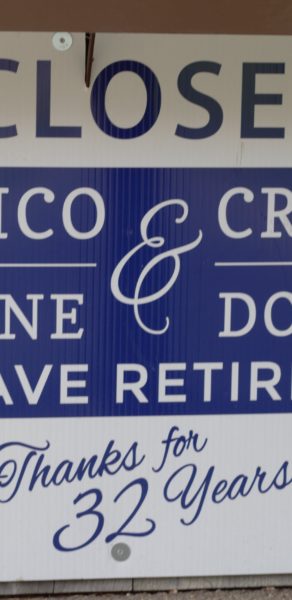 CLOSE
ICO & CR
NE DO
AVE RETIR
Thanks for
32 Years